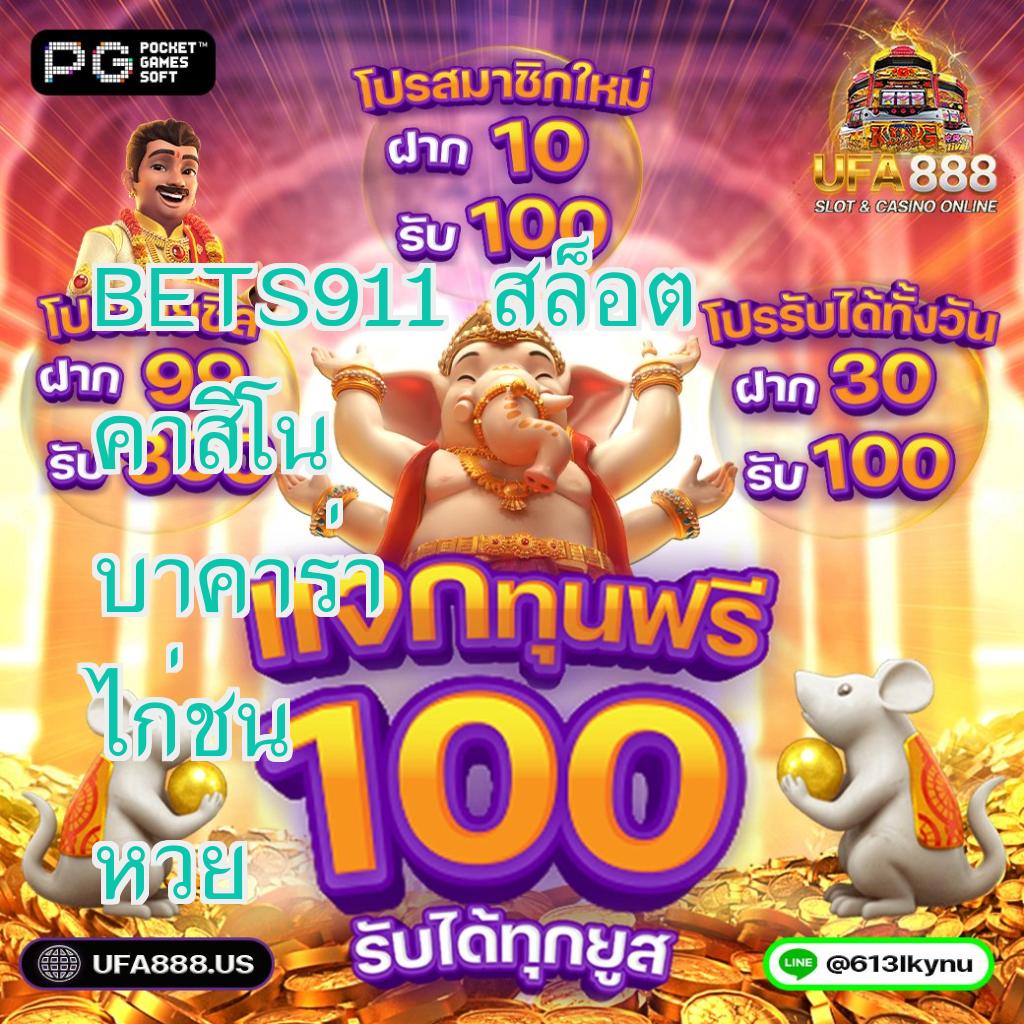 PG POCKET GAMES SOFT™
โปรสมาชิกใหม่
ฝาก 10
รับ 100
UFA888
SLOT & CASINO ONLINE
BETS911 สล็อต
คาสิโน
บาคาร่า
ไก่ชน
หวย
ฝาก 99
รับ
โปรรับได้ทั้งวัน
ฝาก 30
รับ 100
แจกทุนฟรี
100
รับได้ทุกยูส
UFA888.US
LINE @613lkynu